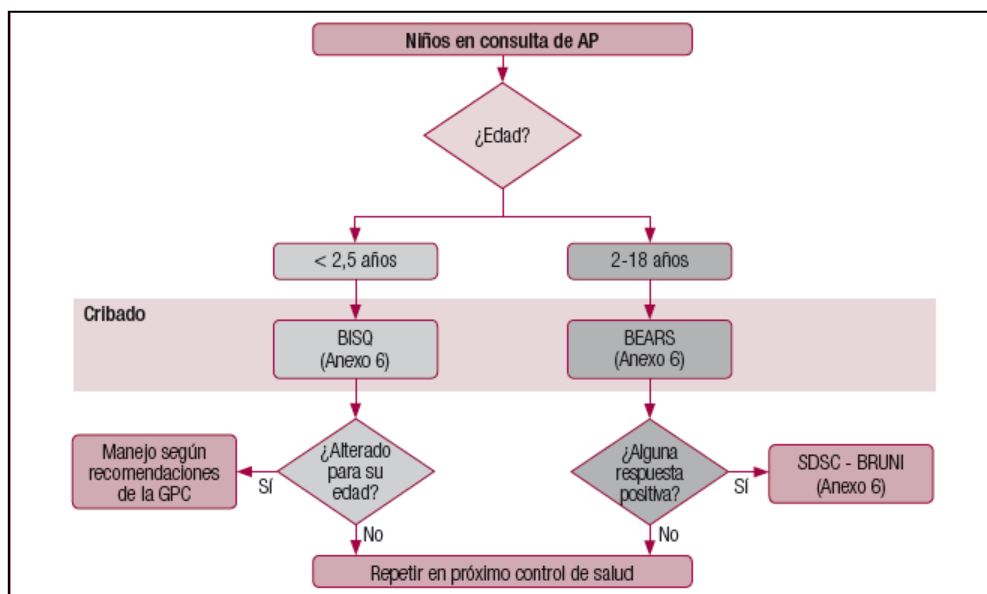 Niños en consulta de AP
¿Edad?
< 2,5 años
2-18 años
Cribado
BISQ
(Anexo 6)
BEARS
(Anexo 6)
Manejo según
recomendaciones
de la GPC
Sí
¿Alterado
para su
edad?
¿Alguna
respuesta
positiva?
Sí
SDSC - BRUNI
(Anexo 6)
No
No
Repetir en próximo control de salud